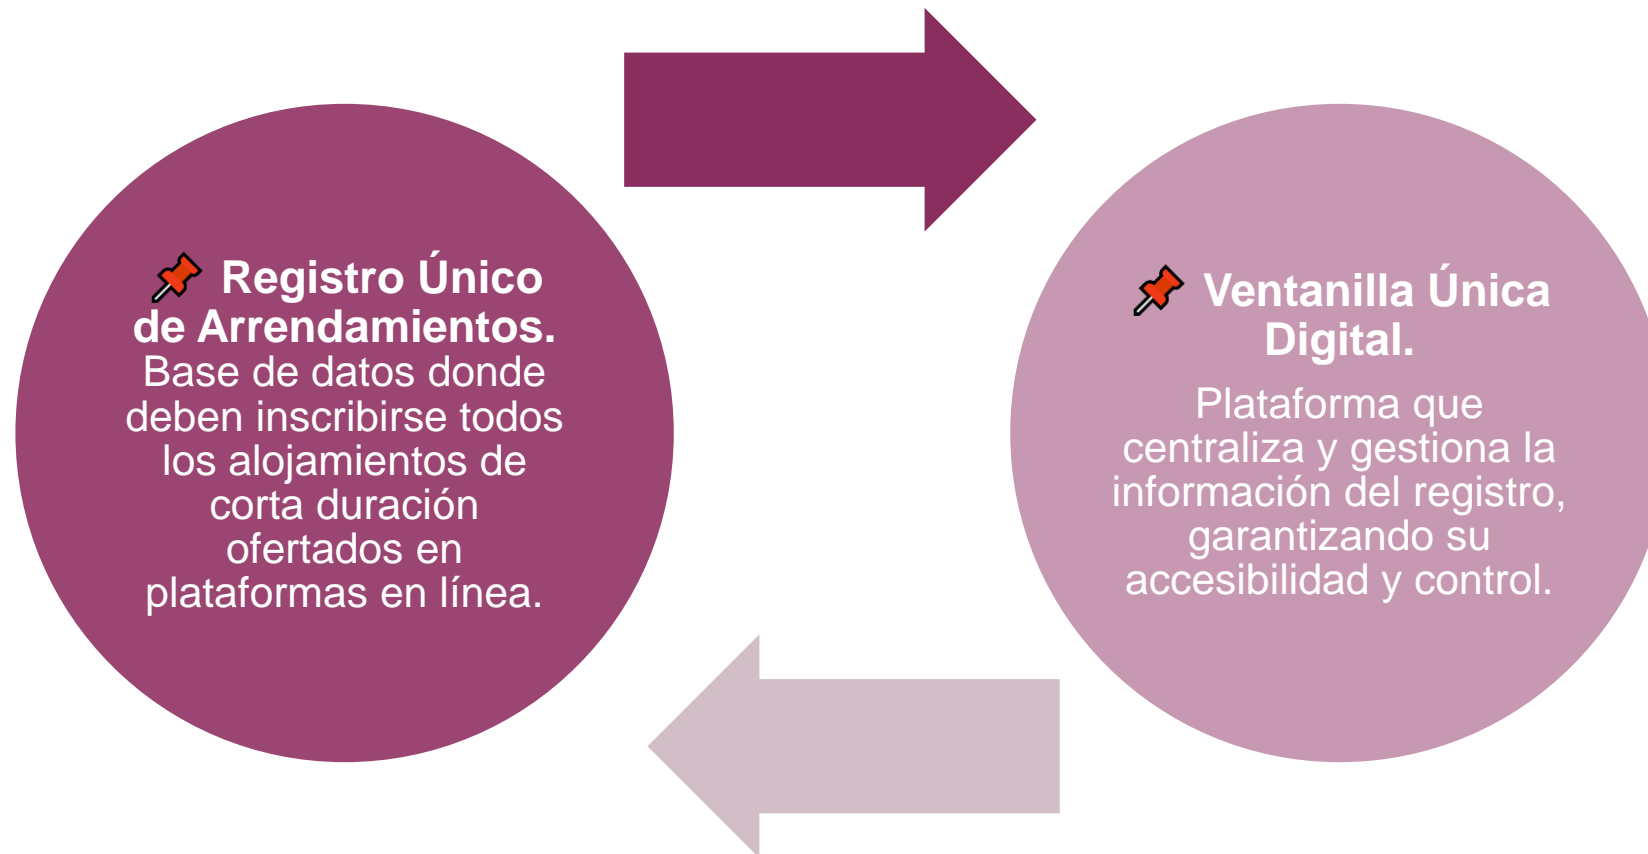 📌 Registro Único
de Arrendamientos.
Base de datos donde
deben inscribirse todos
los alojamientos de
corta duración
ofertados en
plataformas en línea.
📌 Ventanilla Única
Digital.
Plataforma que
centraliza y gestiona la
información del registro,
garantizando su
accesibilidad y control.